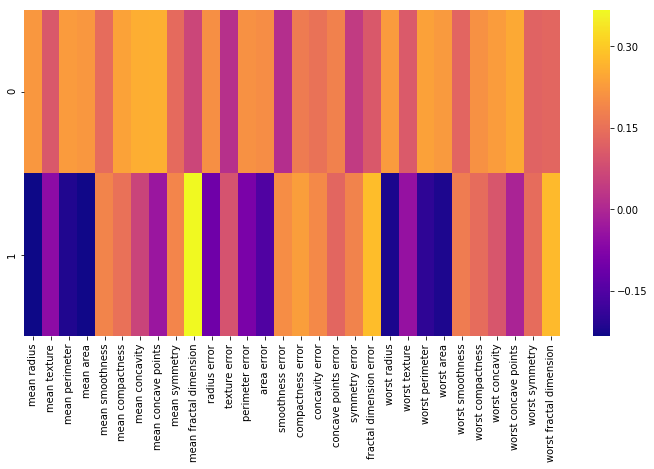 0
1
0.30
0.15
0.00
−0.15
mean radius
mean texture
mean perimeter
mean area
mean smoothness
mean compactness
mean concavity
mean concave points
mean symmetry
mean fractal dimension
radius error
texture error
perimeter error
area error
smoothness error
compactness error
concavity error
concave points error
symmetry error
fractal dimension error
worst radius
worst texture
worst perimeter
worst area
worst smoothness
worst compactness
worst concavity
worst concave points
worst symmetry
worst fractal dimension